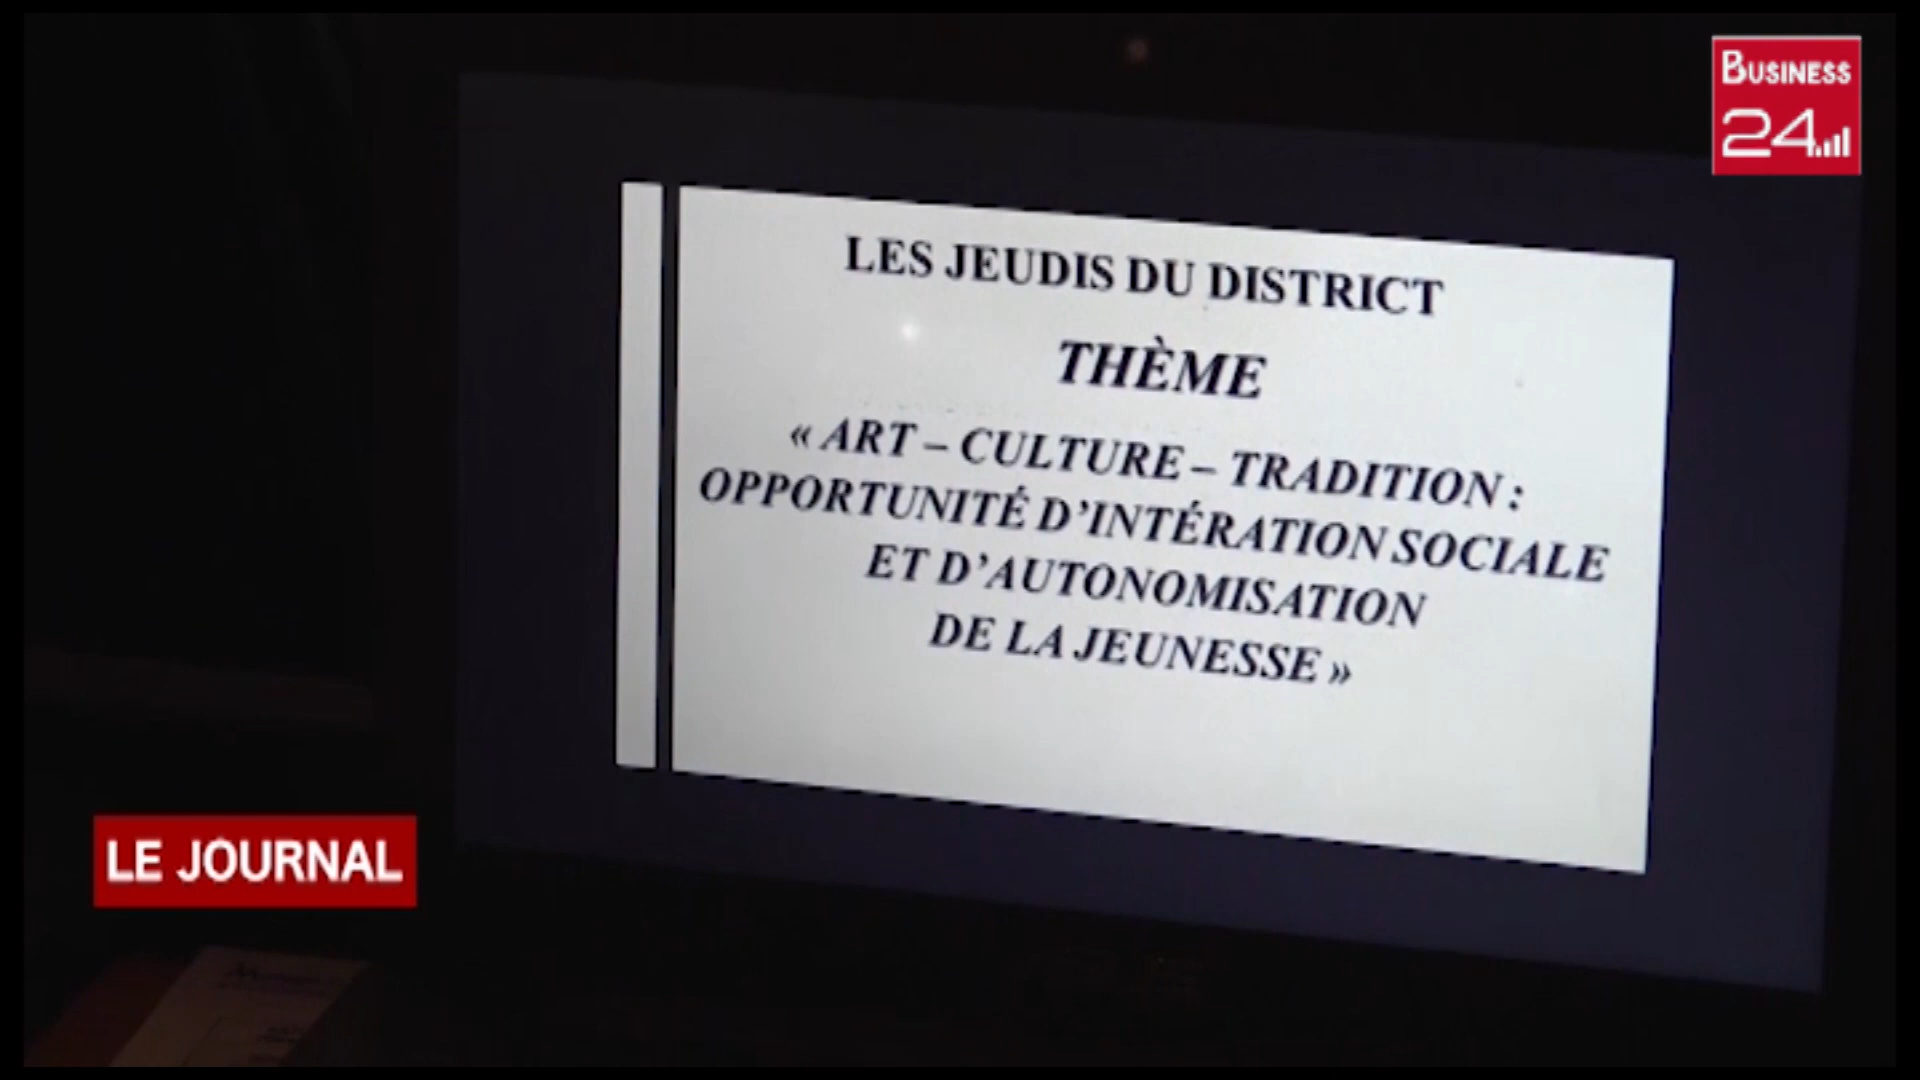 BUSINESS
24
LES JEUDIS DU DISTRICT
THÈME
« ART – CULTURE – TRADITION :
OPPORTUNITÉ D'INTÉRATION SOCIALE
ET D'AUTONOMISATION
DE LA JEUNESSE »
LE JOURNAL